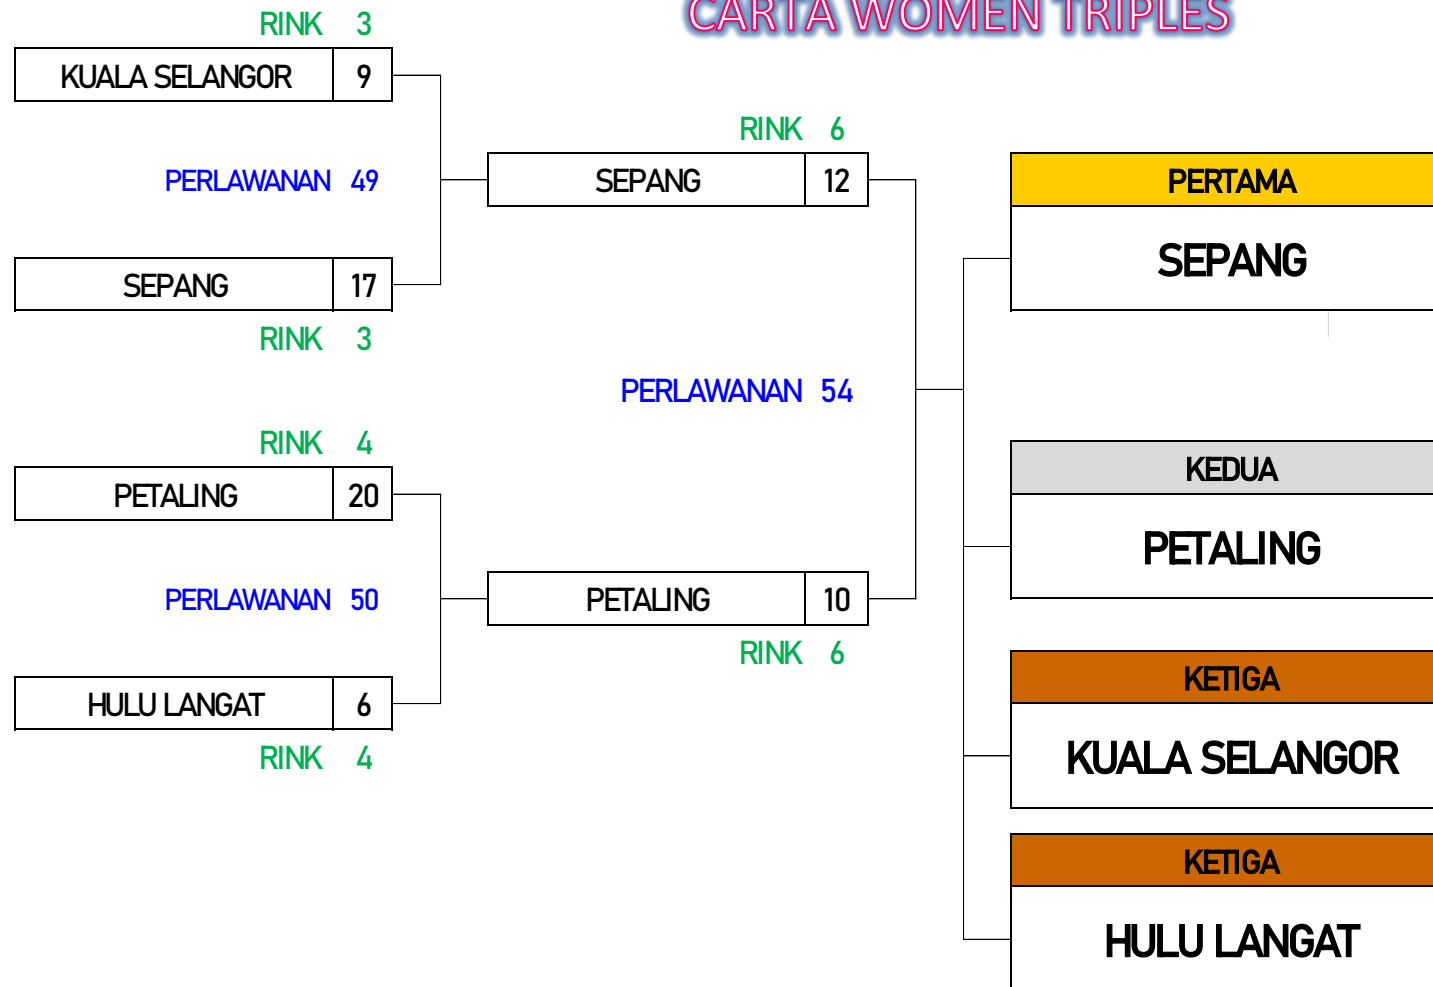 CARTA WOMEN TRIPLES
RINK 3
KUALA SELANGOR 9
PERLAWANAN 49
SEPANG 17
RINK 3
RINK 4
PETALING 20
PERLAWANAN 50
HULU LANGAT 6
RINK 4
RINK 6
SEPANG 12
PERLAWANAN 54
PETALING 10
RINK 6
PERTAMA
SEPANG
KEDUA
PETALING
KETIGA
KUALA SELANGOR
KETIGA
HULU LANGAT